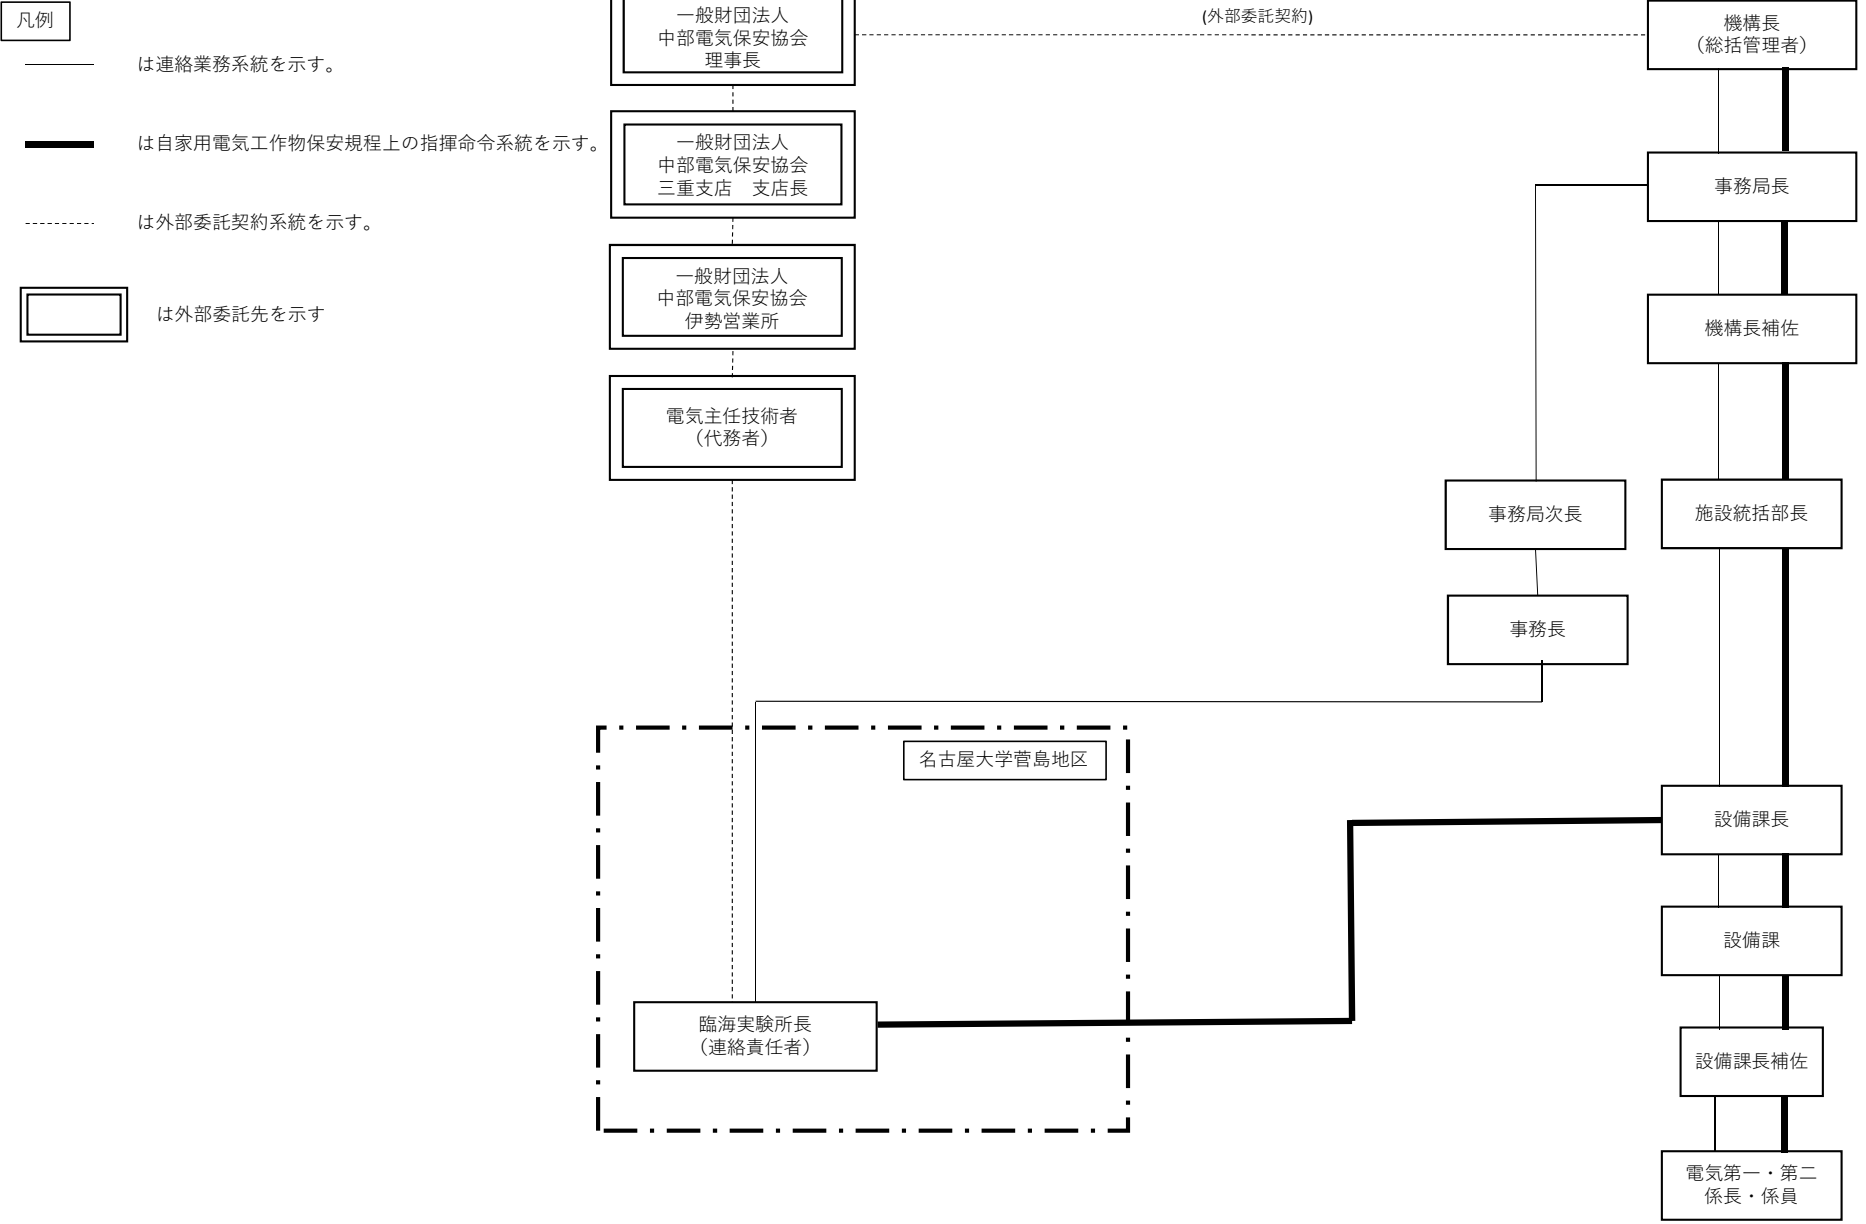 凡例
は連絡業務系統を示す。
は自家用電気工作物保安規程上の指揮命令系統を示す。
は外部委託契約系統を示す。
は外部委託先を示す
一般財団法人
中部電気保安協会
理事長
(外部委託契約)
機構長
（総括管理者）
一般財団法人
中部電気保安協会
三重支店　支店長
事務局長
一般財団法人
中部電気保安協会
伊勢営業所
機構長補佐
電気主任技術者
（代務者）
事務局次長
施設統括部長
事務長
名古屋大学菅島地区
設備課長
設備課
臨海実験所長
（連絡責任者）
設備課長補佐
電気第一・第二
係長・係員